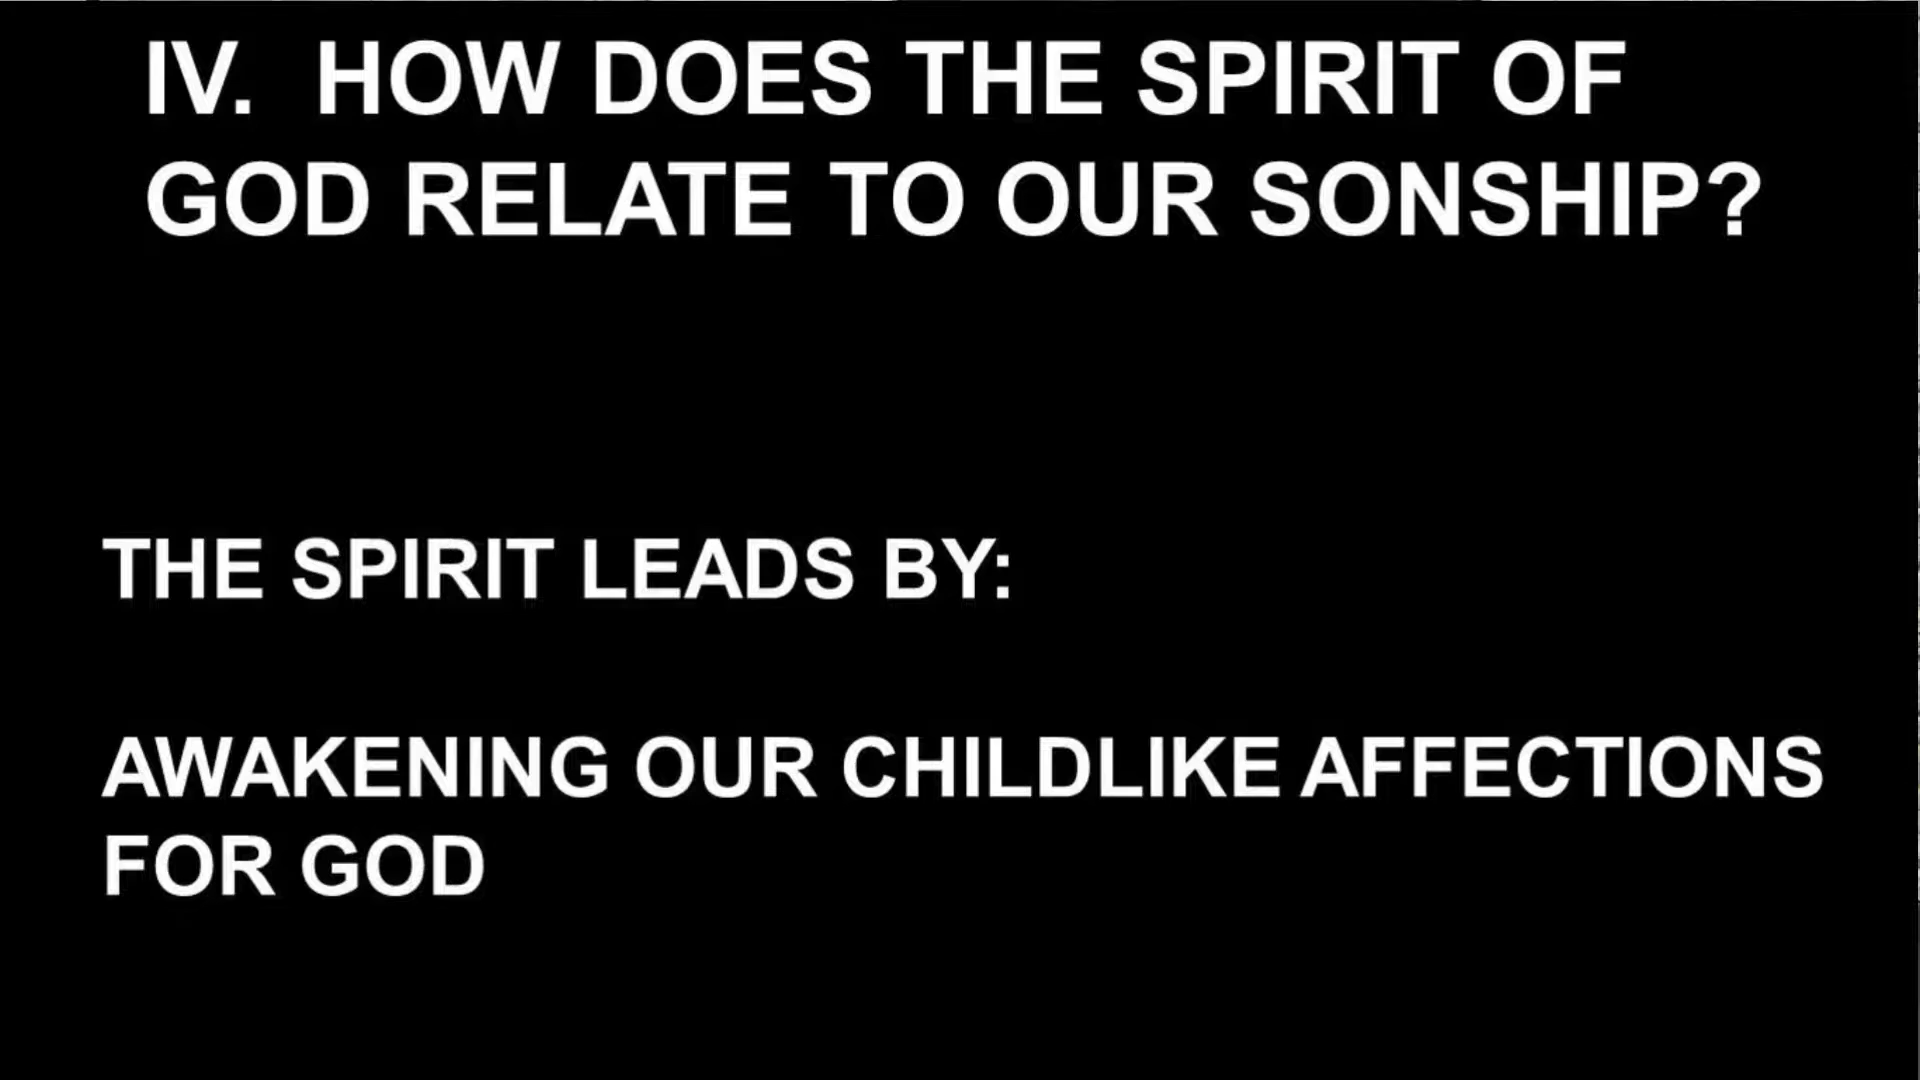 IV. HOW DOES THE SPIRIT OF
GOD RELATE TO OUR SONSHIP?
THE SPIRIT LEADS BY:
AWAKENING OUR CHILDLIKE AFFECTIONS
FOR GOD